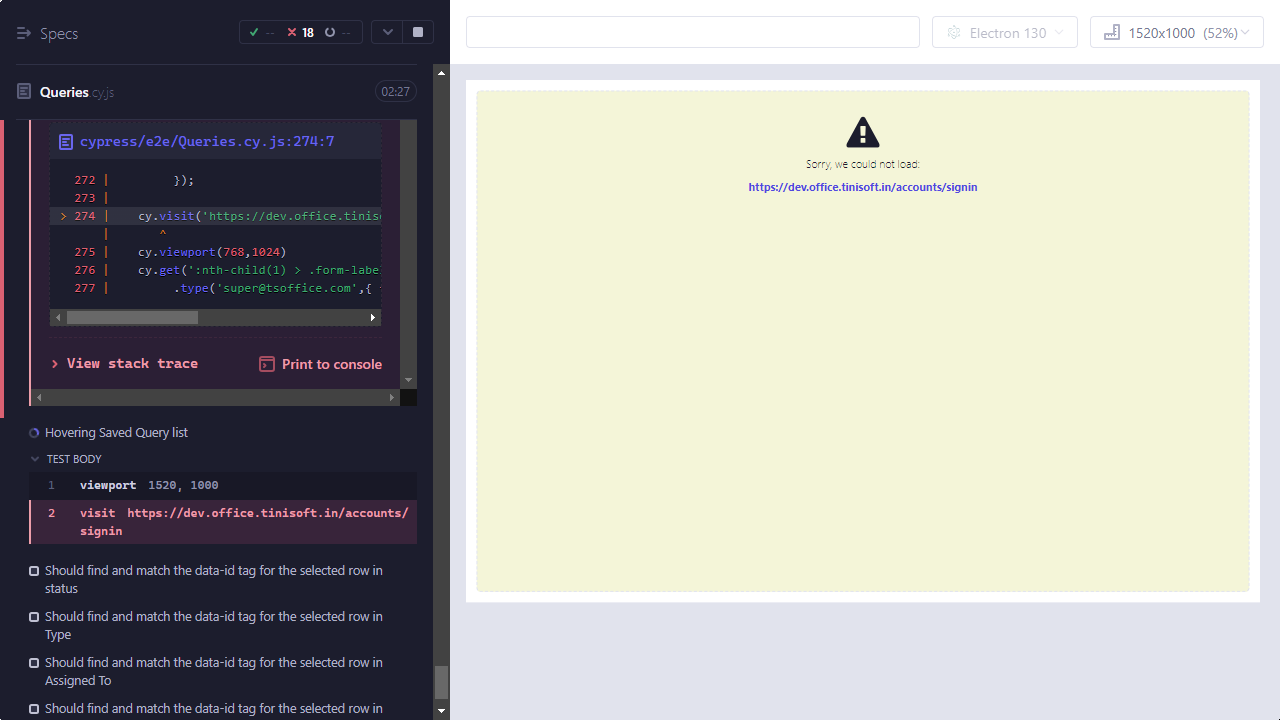 Specs
-- 18 --
Queries.cy.js
02:27
cypress/e2e/Queries.cy.js:274:7
272 | });
273 |
> 274 | cy.visit('https://dev.office.tinis
| ^
275 | cy.viewport(768,1024)
276 | cy.get(':nth-child(1) > .form-labe
277 | .type('super@tsoffice.com',{
View stack trace
Print to console
Hovering Saved Query list
TEST BODY
1 viewport 1520, 1000
2 visit https://dev.office.tinisoft.in/accounts/
signin
Should find and match the data-id tag for the selected row in
status
Should find and match the data-id tag for the selected row in
Type
Should find and match the data-id tag for the selected row in
Assigned To
Should find and match the data-id tag for the selected row in
Electron 130
1520x1000 (52%)
Sorry, we could not load:
https://dev.office.tinisoft.in/accounts/signin